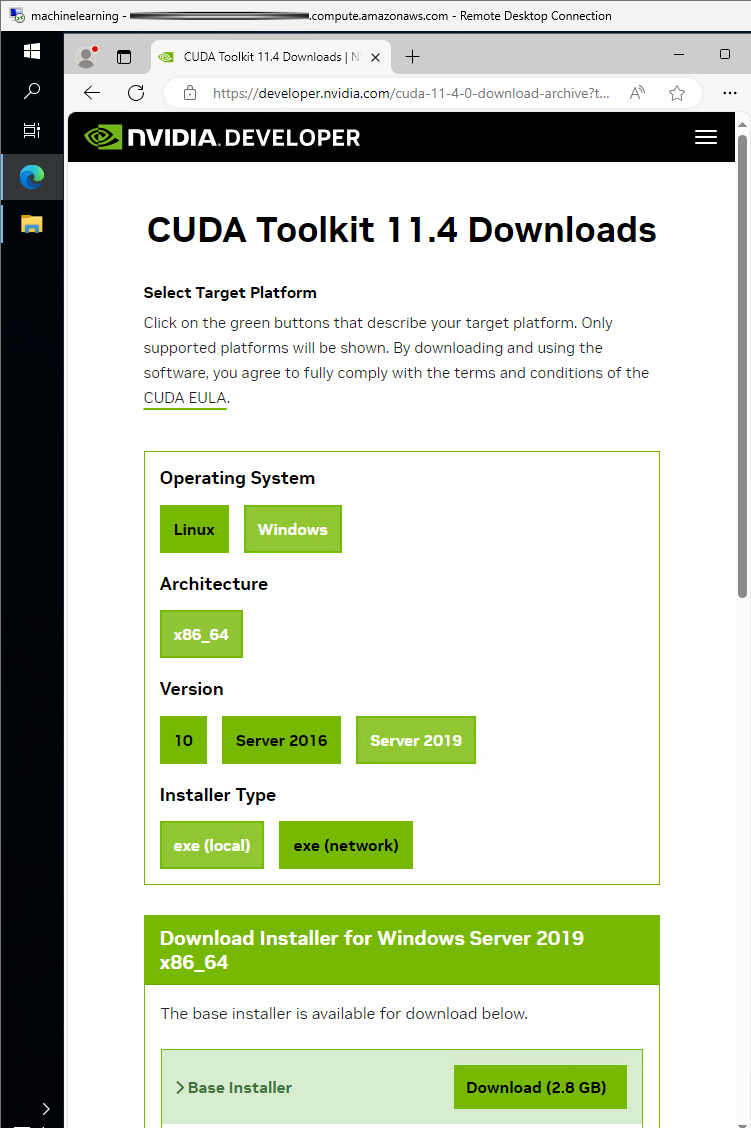 machinelearning - .compute.amazonaws.com - Remote Desktop Connection
CUDA Toolkit 11.4 Downloads | N
https://developer.nvidia.com/cuda-11-4-0-download-archive?t...
NVIDIA. DEVELOPER
CUDA Toolkit 11.4 Downloads
Select Target Platform
Click on the green buttons that describe your target platform. Only
supported platforms will be shown. By downloading and using the
software, you agree to fully comply with the terms and conditions of the
CUDA EULA.
Operating System
Linux Windows
Architecture
x86_64
Version
10 Server 2016 Server 2019
Installer Type
exe (local) exe (network)
Download Installer for Windows Server 2019
x86_64
The base installer is available for download below.
Base Installer Download (2.8 GB)